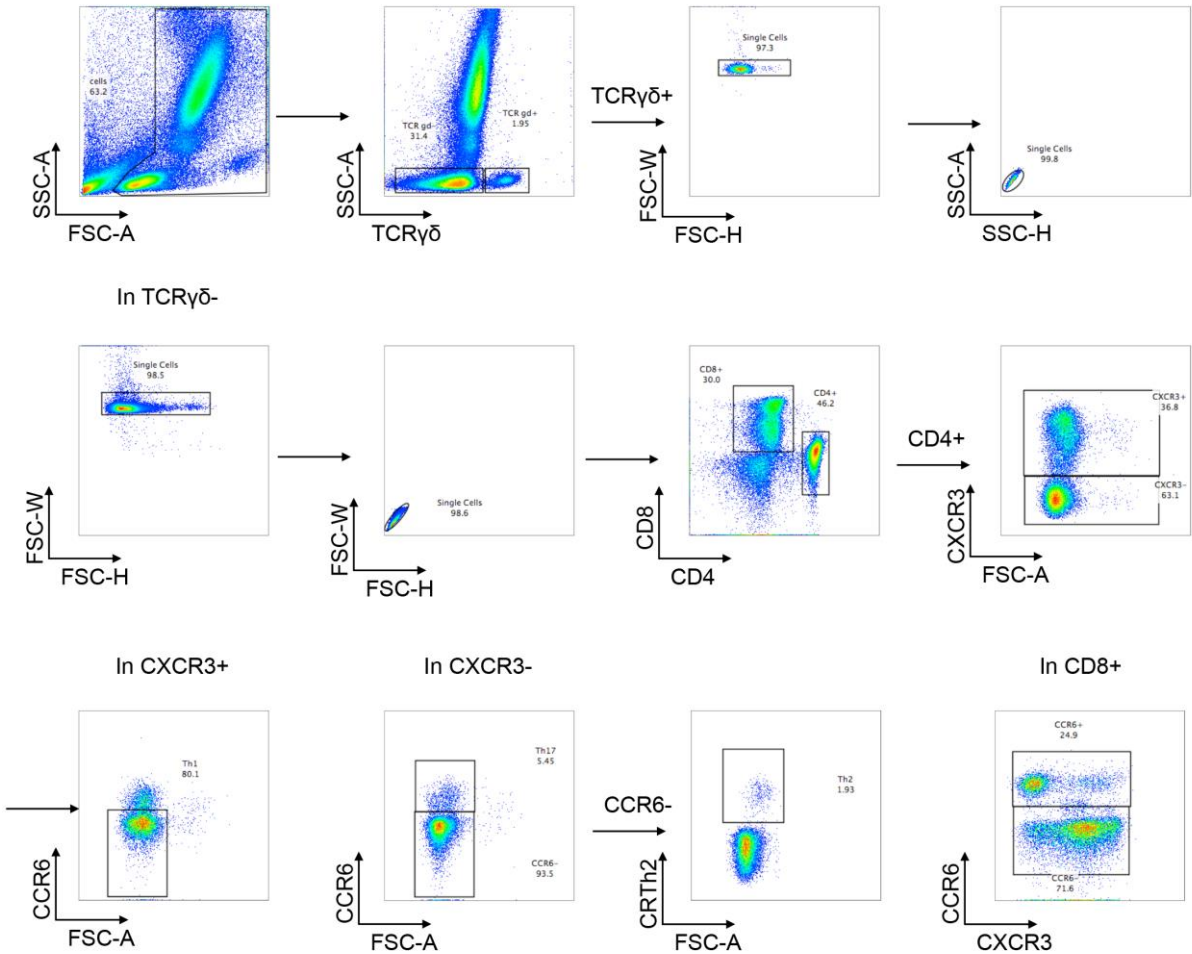 cells
63.2
SSC-A
FSC-A
TCR gd-
31.4
TCR gd+
1.95
SSC-A
TCRγδ
TCRγδ+
Single Cells
97.3
FSC-W
FSC-H
Single Cells
99.8
SSC-A
SSC-H
In TCRγδ-
Single Cells
98.5
FSC-W
FSC-H
Single Cells
98.6
FSC-W
FSC-H
CD8+
30.0
CD4+
46.2
CD8
CD4
CD4+
CXCR3+
36.8
CXCR3-
63.1
CXCR3
FSC-A
In CXCR3+
In CXCR3-
In CD8+
Th1
80.1
CCR6
FSC-A
Th17
5.45
CCR6-
93.5
CCR6
FSC-A
CCR6-
Th2
1.93
CRTh2
FSC-A
CCR6+
24.9
CCR6-
71.6
CCR6
CXCR3